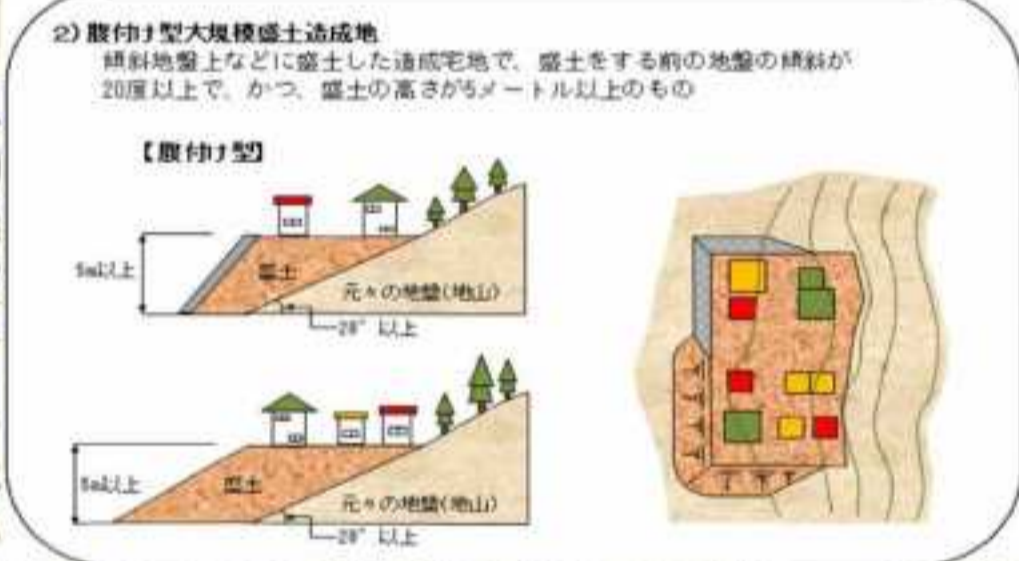 2) 腹付け型大規模盛土造成地
傾斜地盤上などに盛土した造成宅地で、盛土をする前の地盤の傾斜が
20度以上で、かつ、盛土の高さが5メートル以上のもの
【腹付け型】
5m以上
盛土
元々の地盤(地山)
20° 以上
5m以上
盛土
元々の地盤(地山)
20° 以上